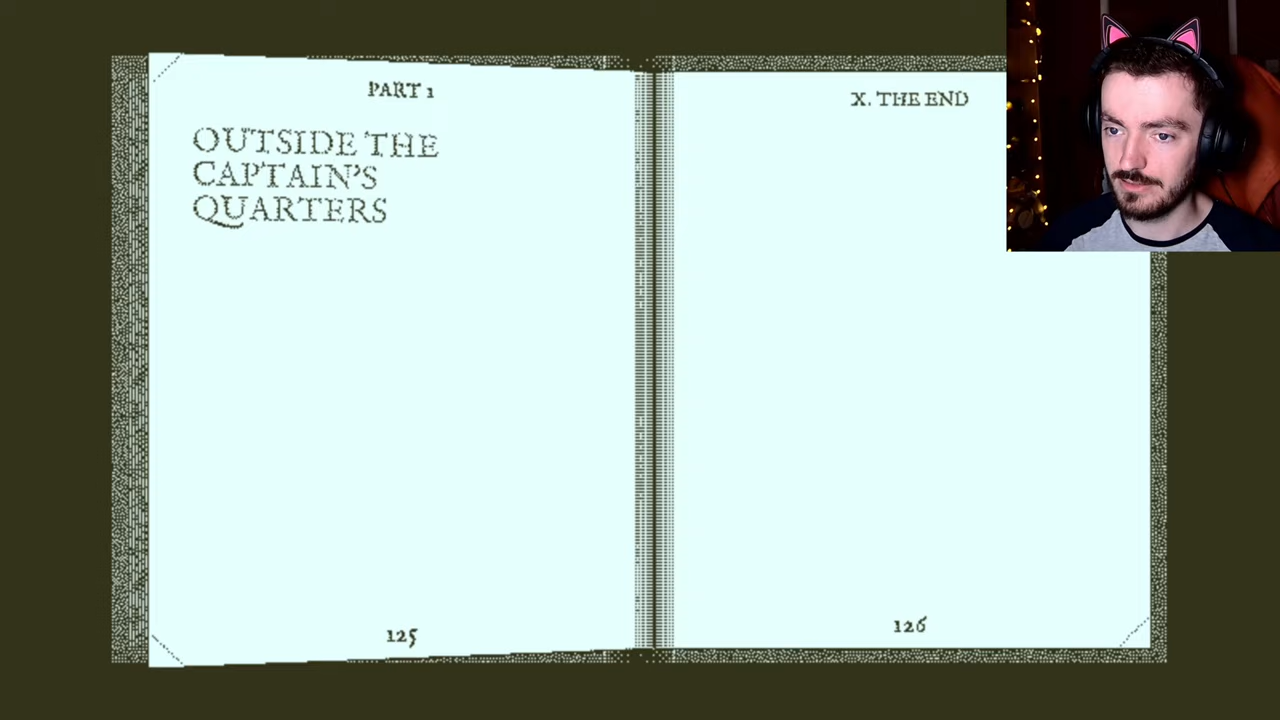 PART 1
OUTSIDE THE
CAPTAIN'S
QUARTERS
125
X. THE END
126